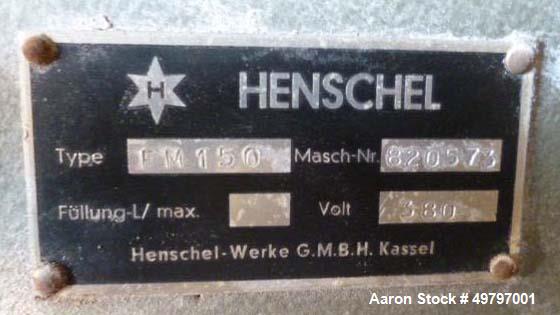 H HENSCHEL
Type FM150 Masch-Nr. 820573
Füllung-L/ max. Volt 380
Henschel-Werke G.M.B.H. Kassel
Aaron Stock # 49797001